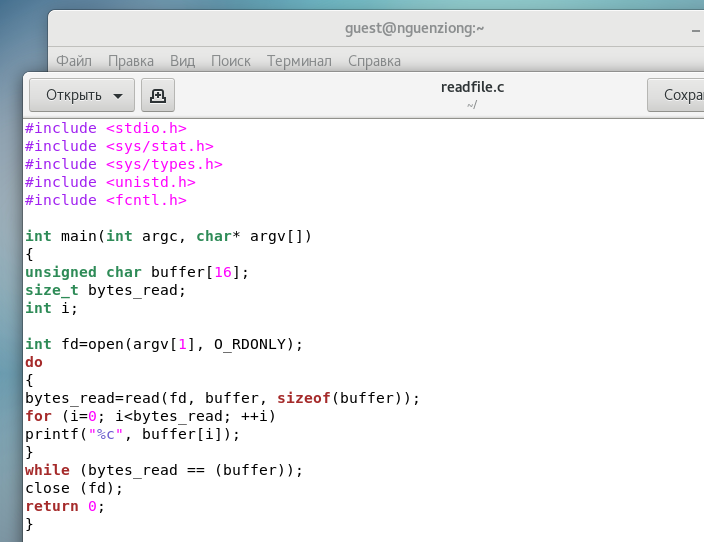 guest@nguenziong:~
Файл Правка Вид Поиск Терминал Справка
Открыть
readfile.c
~/
#include <stdio.h>
#include <sys/stat.h>
#include <sys/types.h>
#include <unistd.h>
#include <fcntl.h>
int main(int argc, char* argv[])
{
unsigned char buffer[16];
size_t bytes_read;
int i;
int fd=open(argv[1], O_RDONLY);
do
{
bytes_read=read(fd, buffer, sizeof(buffer));
for (i=0; i<bytes_read; ++i)
printf("%c", buffer[i]);
}
while (bytes_read == (buffer));
close (fd);
return 0;
}